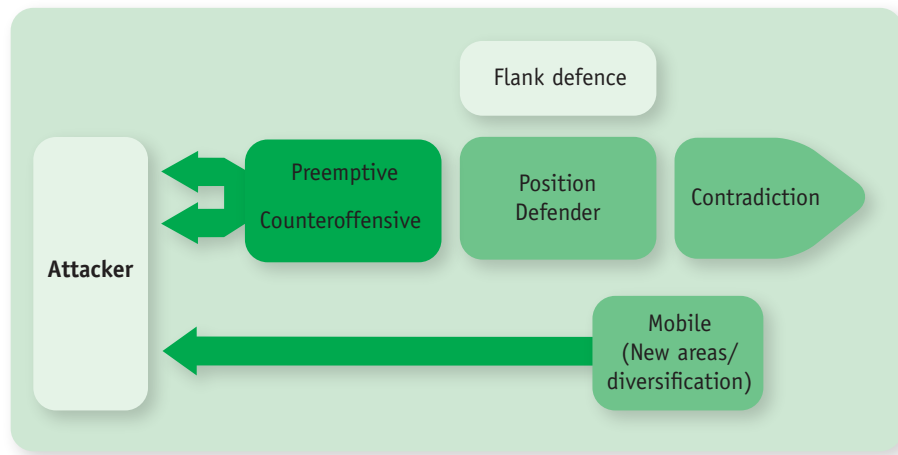 Flank defence
Attacker
Preemptive
Counteroffensive
Position
Defender
Contradiction
Mobile
(New areas/
diversification)